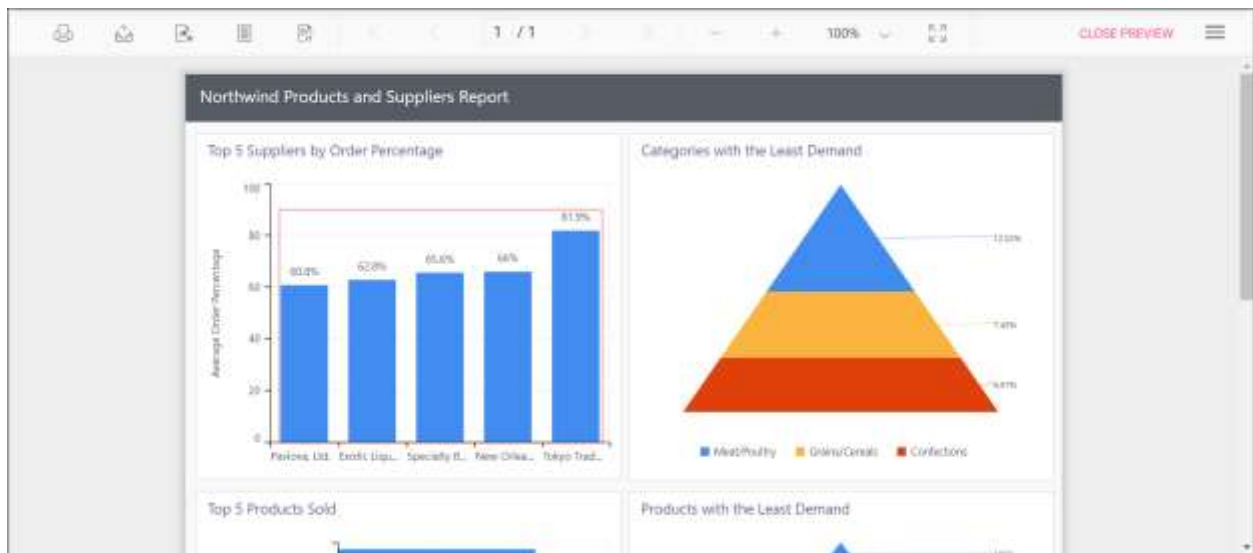 1 / 1
100%
CLOSE PREVIEW
Northwind Products and Suppliers Report
Top 5 Suppliers by Order Percentage
100
80
60
40
20
0
Average Order Percentage
60.8%
62.8%
65.6%
66%
81.9%
Pavlova, Ltd.
Exotic Liqu...
Specialty B...
New Orlea...
Tokyo Trad...
Categories with the Least Demand
Meat/Poultry
Grains/Cereals
Confections
Top 5 Products Sold
Products with the Least Demand